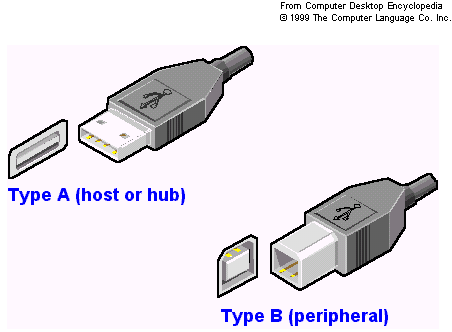 From Computer Desktop Encyclopedia
© 1999 The Computer Language Co. Inc.
Type A (host or hub)
Type B (peripheral)